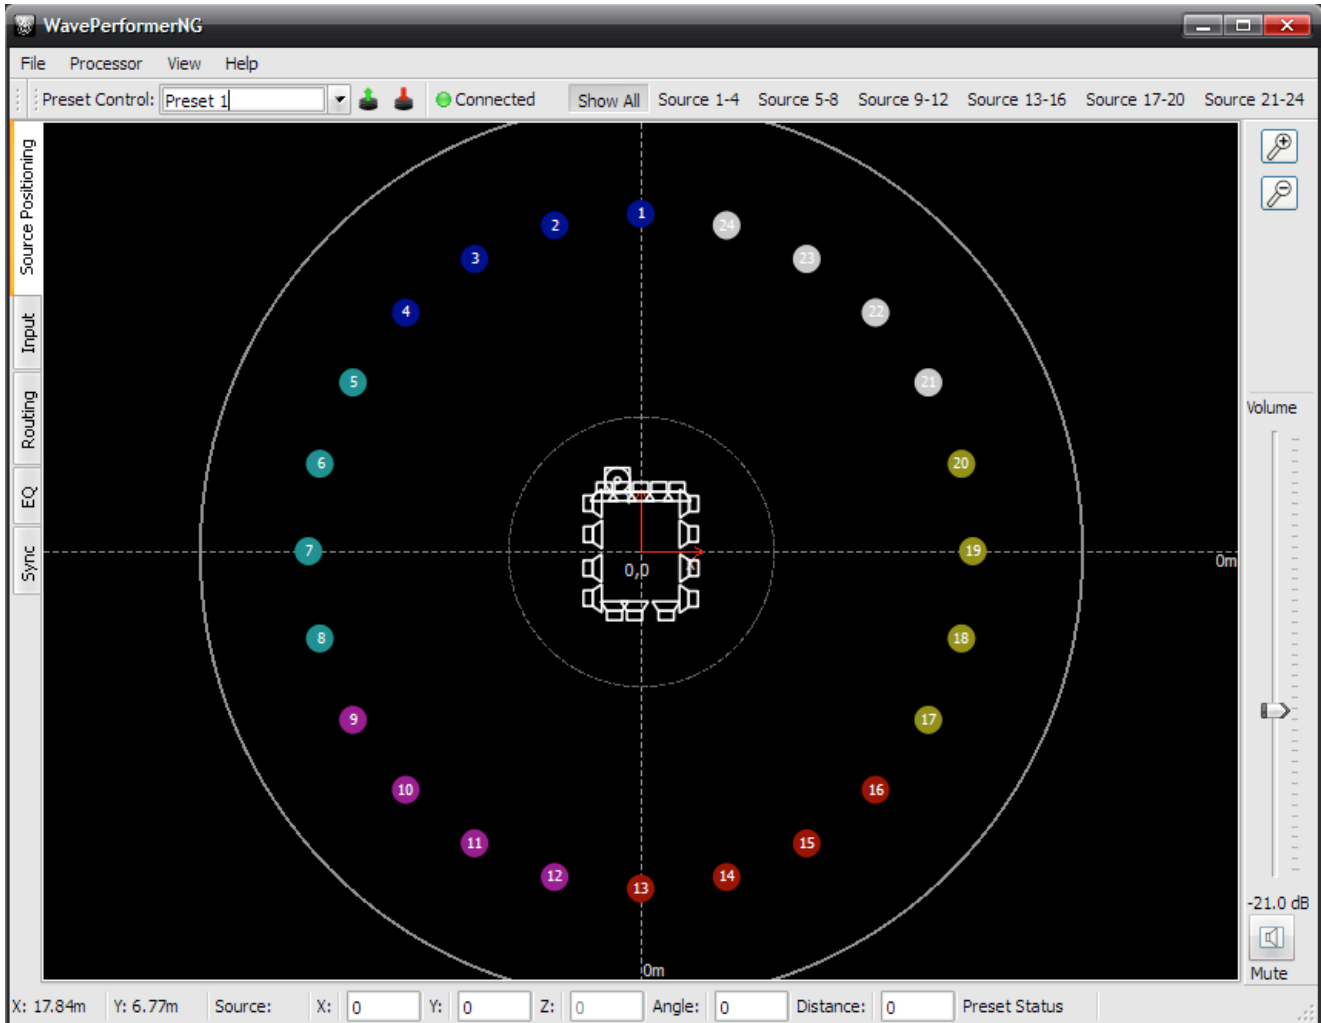 WavePerformerNG
File Processor View Help
Preset Control: Preset 1 Connected Show All Source 1-4 Source 5-8 Source 9-12 Source 13-16 Source 17-20 Source 21-24
Source Positioning
Input
Routing
EQ
Sync
1
2
24
3
23
4
22
5
21
6
20
7
19
0,0
0m
8
18
9
17
10
16
11
15
12
14
13
0m
Volume
-21.0 dB
Mute
X: 17.84m Y: 6.77m Source: X: 0 Y: 0 Z: 0 Angle: 0 Distance: 0 Preset Status